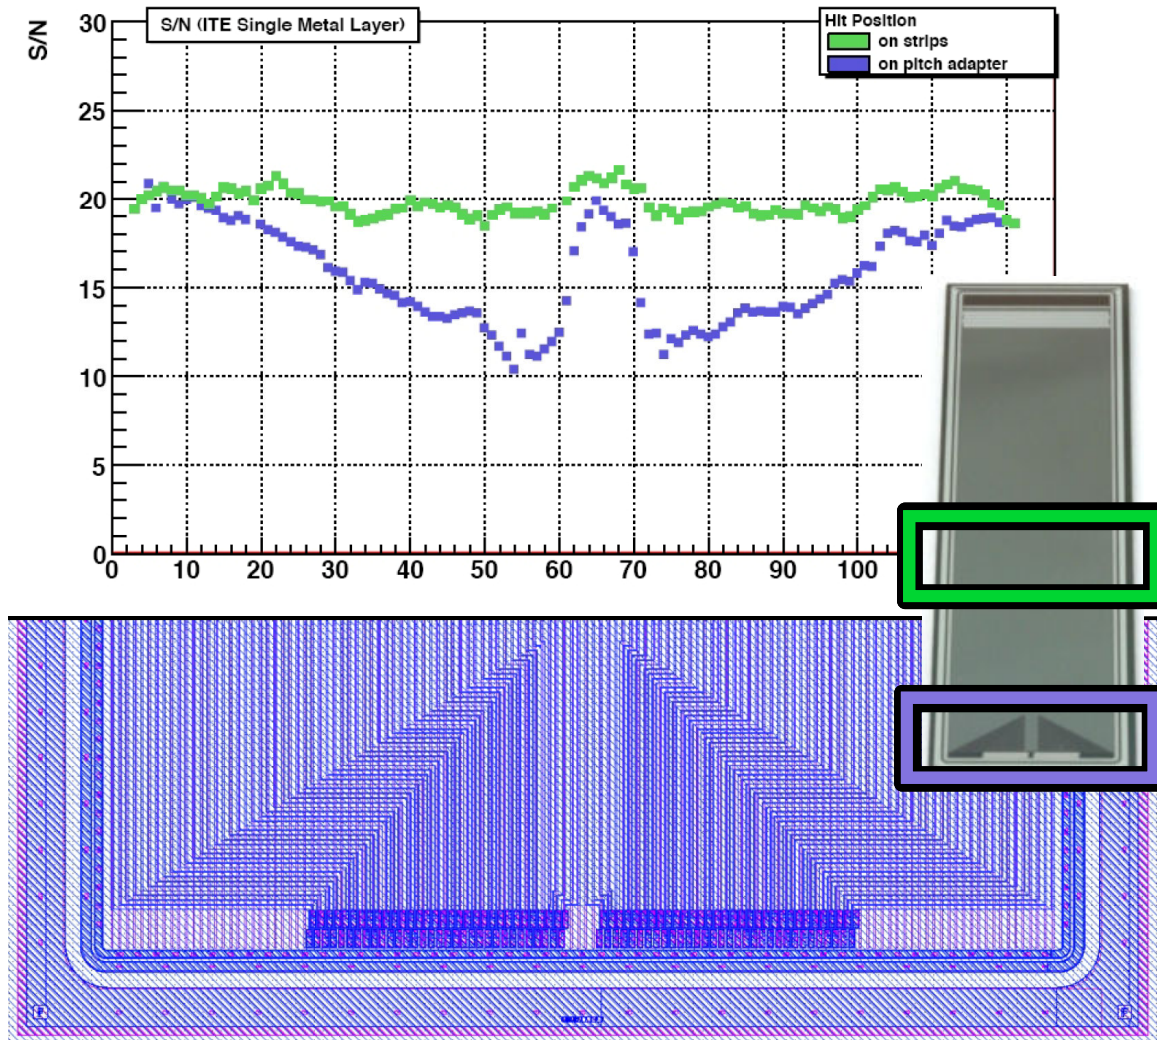 S/N
S/N (ITE Single Metal Layer)
Hit Position
on strips
on pitch adapter
30
25
20
15
10
5
0
0 10 20 30 40 50 60 70 80 90 100
F F